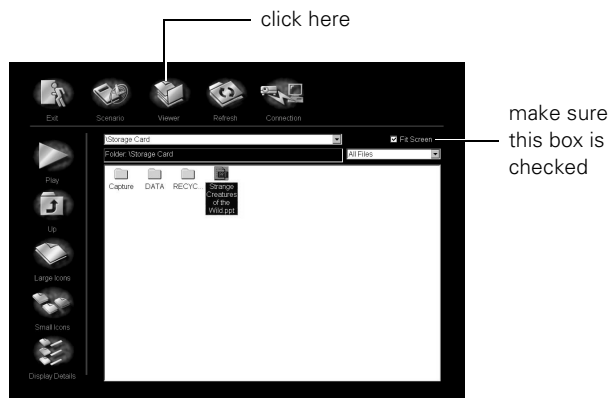 click here
Exit
Scenario
Viewer
Refresh
Connection
make sure
this box is
checked
\Storage Card
Fit Screen
Folder \Storage Card
All Files
Play
Capture
DATA
RECYC...
Strange
Creatures
of the
Wild.ppt
Up
Large Icons
Small Icons
Display Details